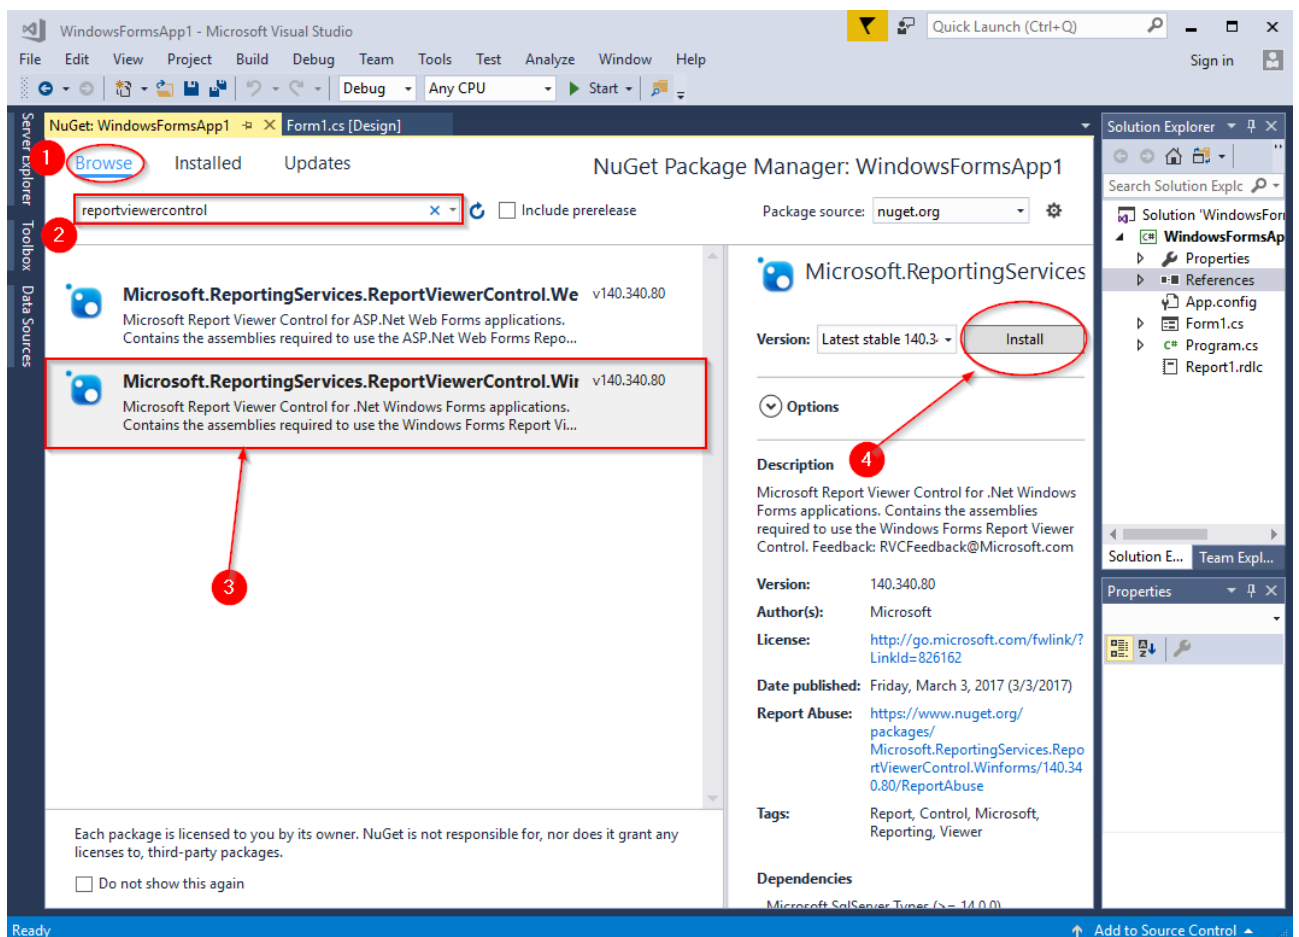 WindowsFormsApp1 - Microsoft Visual Studio
Quick Launch (Ctrl+Q)
File Edit View Project Build Debug Team Tools Test Analyze Window Help
Sign in
Debug Any CPU Start
Server Explorer
Toolbox
Data Sources
NuGet: WindowsFormsApp1 Form1.cs [Design]
1
Browse Installed Updates
NuGet Package Manager: WindowsFormsApp1
reportviewercontrol
Include prerelease
Package source: nuget.org
2
Microsoft.ReportingServices.ReportViewerControl.We v140.340.80
Microsoft Report Viewer Control for ASP.Net Web Forms applications.
Contains the assemblies required to use the ASP.Net Web Forms Repo...
Microsoft.ReportingServices.ReportViewerControl.Wir v140.340.80
Microsoft Report Viewer Control for .Net Windows Forms applications.
Contains the assemblies required to use the Windows Forms Report Vi...
3
Each package is licensed to you by its owner. NuGet is not responsible for, nor does it grant any
licenses to, third-party packages.
Do not show this again
Microsoft.ReportingServices
Version: Latest stable 140.3 Install
Options
4
Description
Microsoft Report Viewer Control for .Net Windows
Forms applications. Contains the assemblies
required to use the Windows Forms Report Viewer
Control. Feedback: RVCFeedback@Microsoft.com
Version: 140.340.80
Author(s): Microsoft
License: http://go.microsoft.com/fwlink/?
LinkId=826162
Date published: Friday, March 3, 2017 (3/3/2017)
Report Abuse: https://www.nuget.org/
packages/
Microsoft.ReportingServices.Repo
rtViewerControl.Winforms/140.34
0.80/ReportAbuse
Tags: Report, Control, Microsoft,
Reporting, Viewer
Dependencies
Microsoft.SqlServer.Types (>= 14.0.0)
Solution Explorer
Search Solution Explc
Solution 'WindowsForr
WindowsFormsAp
Properties
References
App.config
Form1.cs
Program.cs
Report1.rdlc
Solution E... Team Expl...
Properties
Ready
Add to Source Control